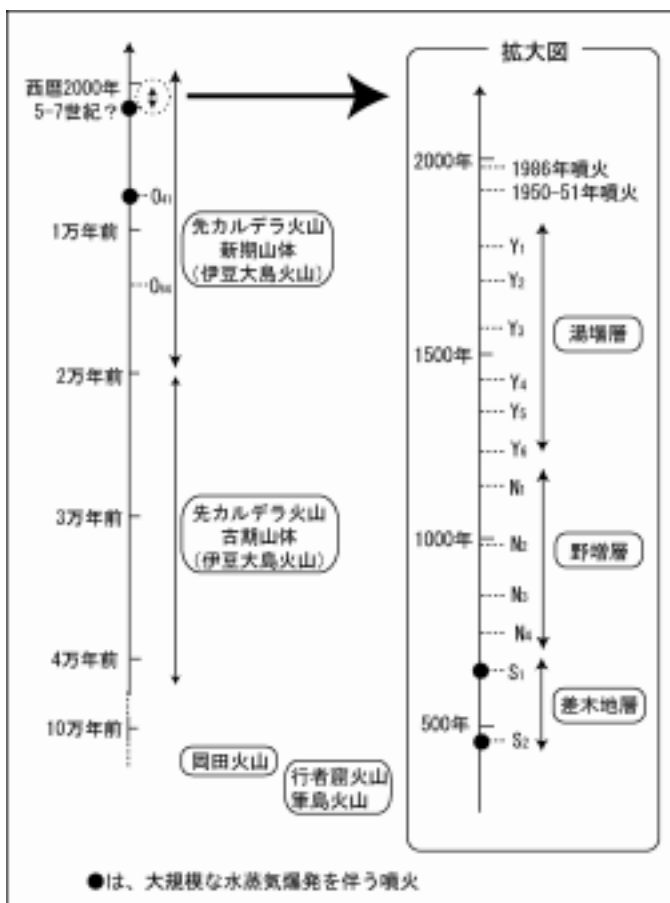 西暦2000年
5-7世紀？
O41
1万年前
先カルデラ火山
新期山体
(伊豆大島火山)
2万年前
3万年前
先カルデラ火山
古期山体
(伊豆大島火山)
4万年前
10万年前
岡田火山
行者窟火山
筆島火山
拡大図
2000年
1986年噴火
1950-51年噴火
Y1
Y2
Y3
湯場層
1500年
Y4
Y5
Y6
N1
1000年
N2
野増層
N3
N4
S1
差木地層
500年
S2
●は、大規模な水蒸気爆発を伴う噴火